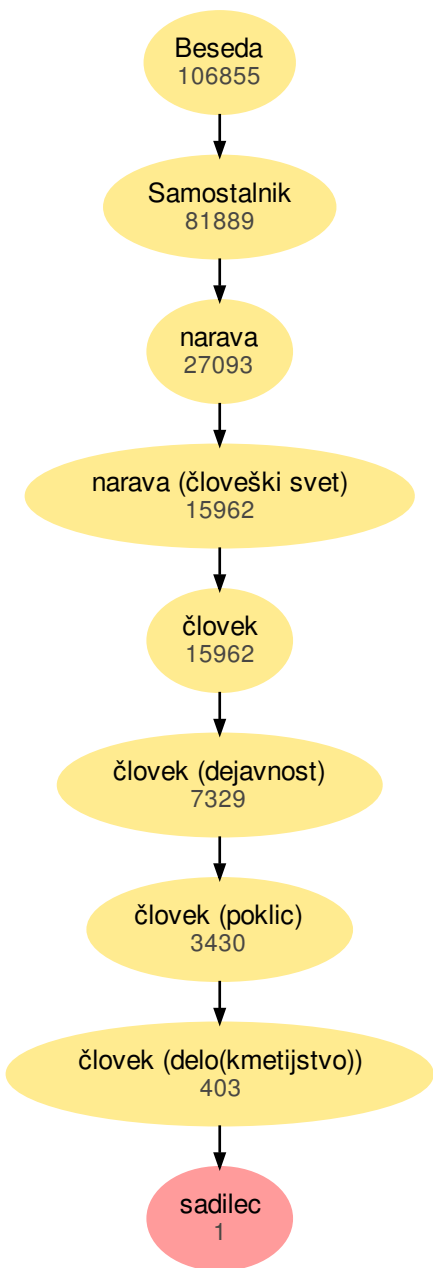 Beseda
106855
Samostalnik
81889
narava
27093
narava (človeški svet)
15962
človek
15962
človek (dejavnost)
7329
človek (poklic)
3430
človek (delo(kmetijstvo))
403
sadilec
1